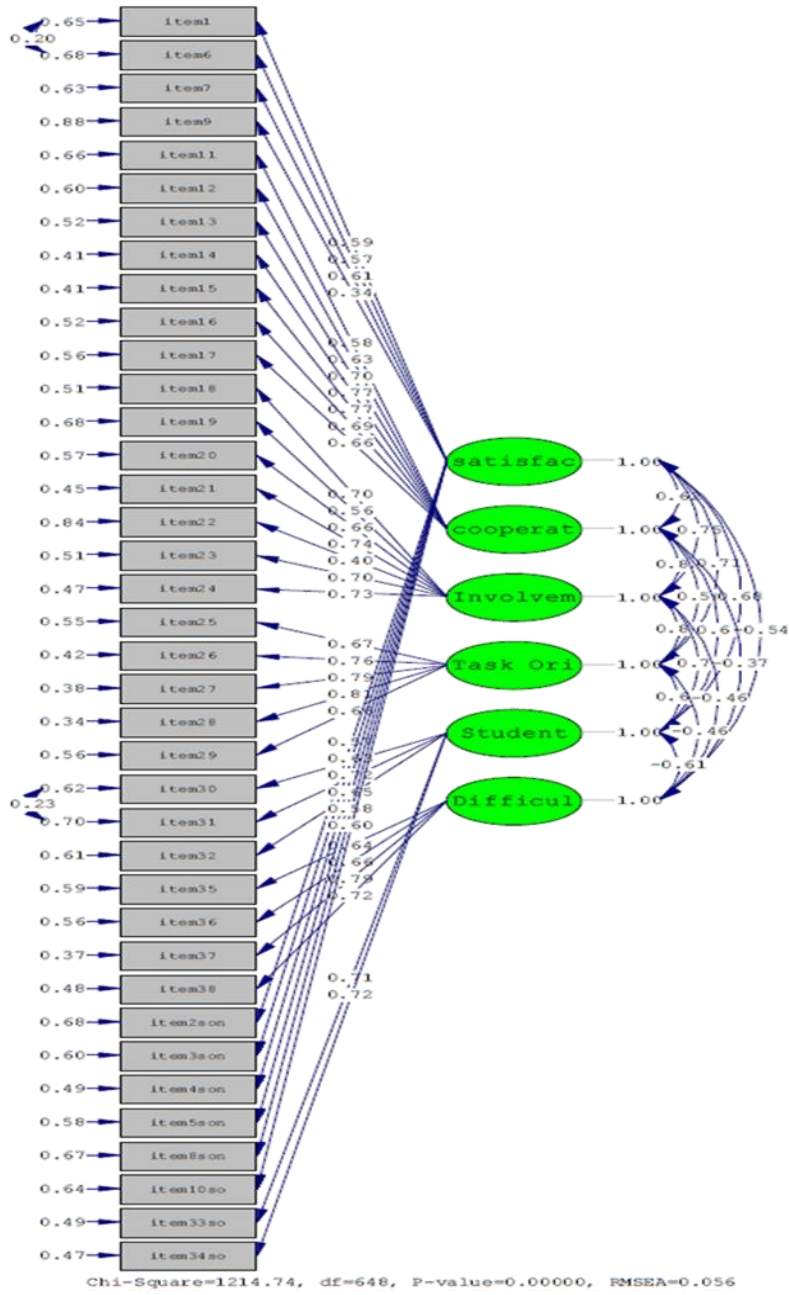 0.65 item1
0.20
0.68 item6
0.63 item7
0.88 item9
0.66 item11
0.60 item12
0.52 item13
0.59
0.41 item14
0.57
0.61
0.41 item15
0.34
0.52 item16
0.58
0.56 item17
0.63
0.70
0.51 item18
0.77
0.77
0.68 item19
0.69
0.66
0.57 item20
satisfac 1.00
0.45 item21
0.70
0.56
0.84 item22
0.66
cooperat 1.00
0.75
0.74
0.51 item23
0.40
0.71
0.70
0.47 item24
0.73
Involvem 1.00
0.68
0.55 item25
-0.54
0.67
0.42 item26
0.76
Task Ori 1.00
-0.37
0.79
0.38 item27
0.81
-0.46
0.34 item28
Student 1.00
-0.46
0.56 item29
-0.61
0.62 item30
0.23
Difficul 1.00
0.70 item31
0.58
0.60
0.61 item32
0.64
0.66
0.59 item35
0.79
0.72
0.56 item36
0.37 item37
0.71
0.48 item38
0.72
0.68 item2son
0.60 item3son
0.49 item4son
0.58 item5son
0.67 item8son
0.64 item10so
0.49 item33so
0.47 item34so
Chi-Square=1214.74, df=648, P-value=0.00000, RMSEA=0.056